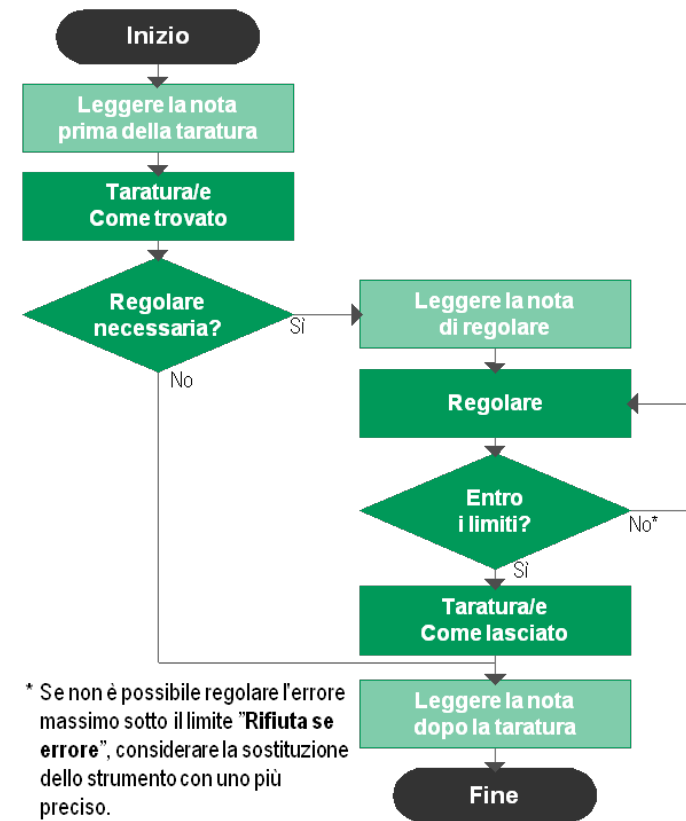 Inizio
Leggere la nota
prima della taratura
Taratura/e
Come trovato
Regolare
necessaria?
Sì
No
Leggere la nota
di regolare
Regolare
Entro
i limiti?
No*
Sì
Taratura/e
Come lasciato
Leggere la nota
dopo la taratura
Fine
* Se non è possibile regolare l'errore
massimo sotto il limite "Rifiuta se
errore", considerare la sostituzione
dello strumento con uno più
preciso.